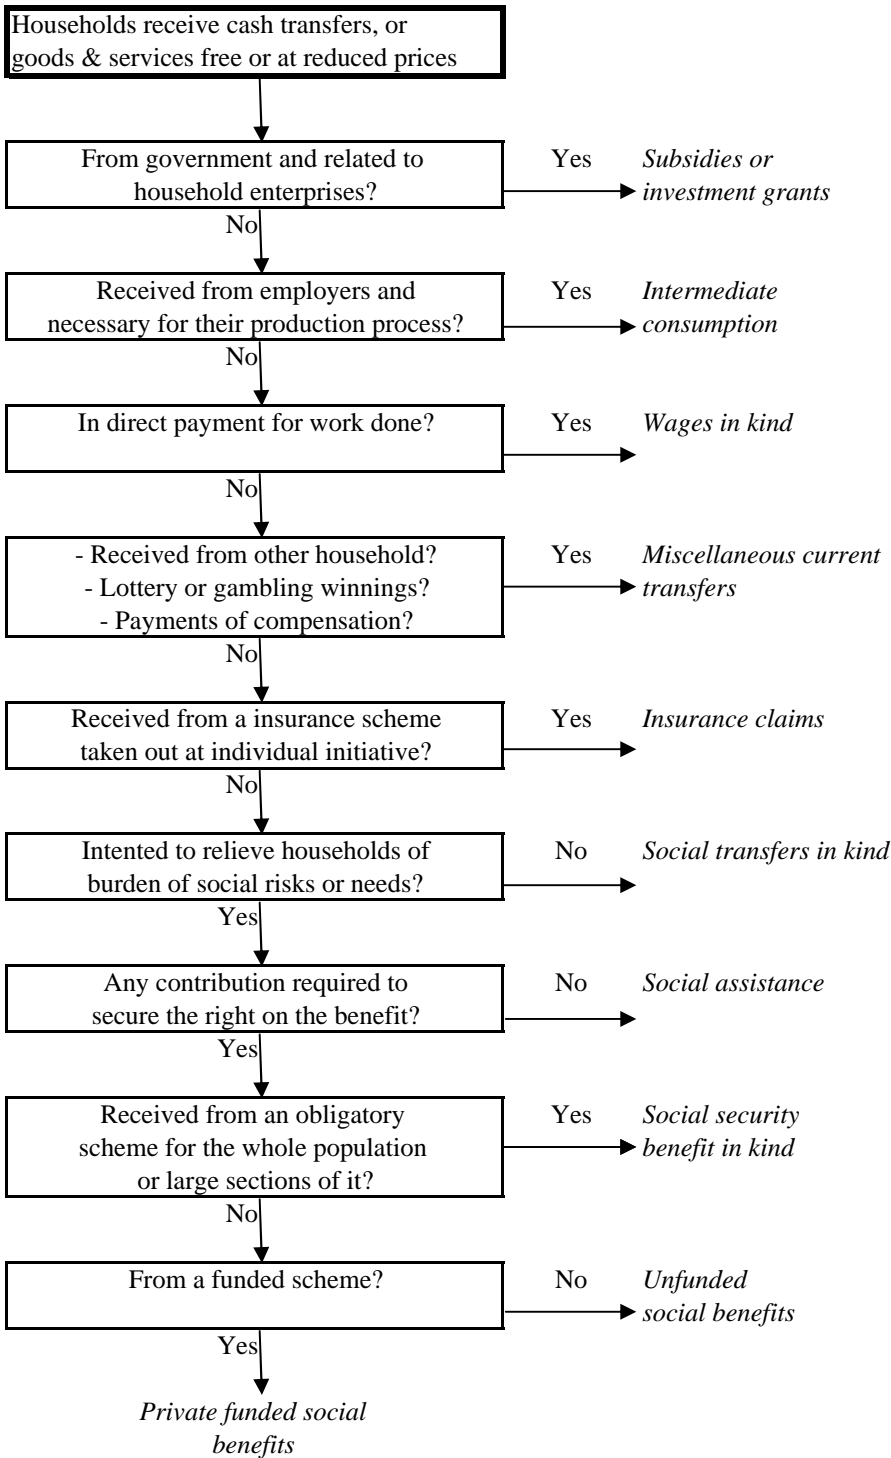 Households receive cash transfers, or
goods & services free or at reduced prices
From government and related to
household enterprises?
Yes
Subsidies or
investment grants
No
Received from employers and
necessary for their production process?
Yes
Intermediate
consumption
No
In direct payment for work done?
Yes
Wages in kind
No
- Received from other household?
- Lottery or gambling winnings?
- Payments of compensation?
Yes
Miscellaneous current
transfers
No
Received from a insurance scheme
taken out at individual initiative?
Yes
Insurance claims
No
Intented to relieve households of
burden of social risks or needs?
No
Social transfers in kind
Yes
Any contribution required to
secure the right on the benefit?
No
Social assistance
Yes
Received from an obligatory
scheme for the whole population
or large sections of it?
Yes
Social security
benefit in kind
No
From a funded scheme?
No
Unfunded
social benefits
Yes
Private funded social
benefits